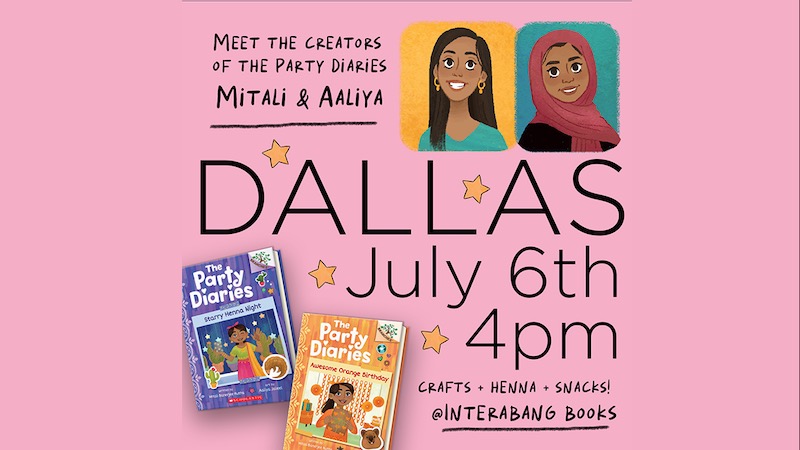 MEET THE CREATORS
OF THE PARTY DIARIES
MITALI & AALIYA
DALLAS
July 6th
4pm
CRAFTS + HENNA + SNACKS!
@INTERABANG BOOKS
The
Party
Diaries
Starry Henna Night
SCHOLASTIC
The
Party
Diaries
Awesome Orange Birthday